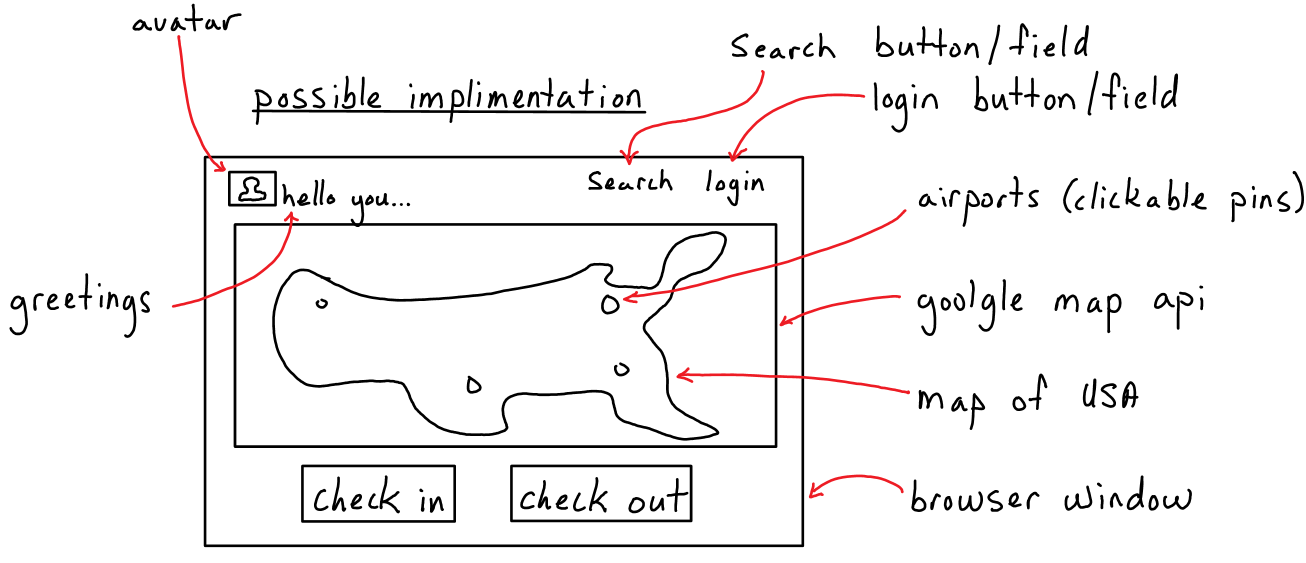 avatar
Search button/field
possible implimentation
login button/field
hello you...
Search login
airports (clickable pins)
greetings
goolgle map api
map of USA
check in
check out
browser window